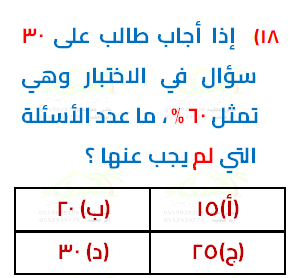 ١٨) إذا أجاب طالب على ٣٠
سؤال في الاختبار وهي
تمثل ٦٠%، ما عدد الأسئلة
التي لم يجب عنها ؟
(أ) ١٥ (ب) ٢٠
(ج) ٢٥ (د) ٣٠